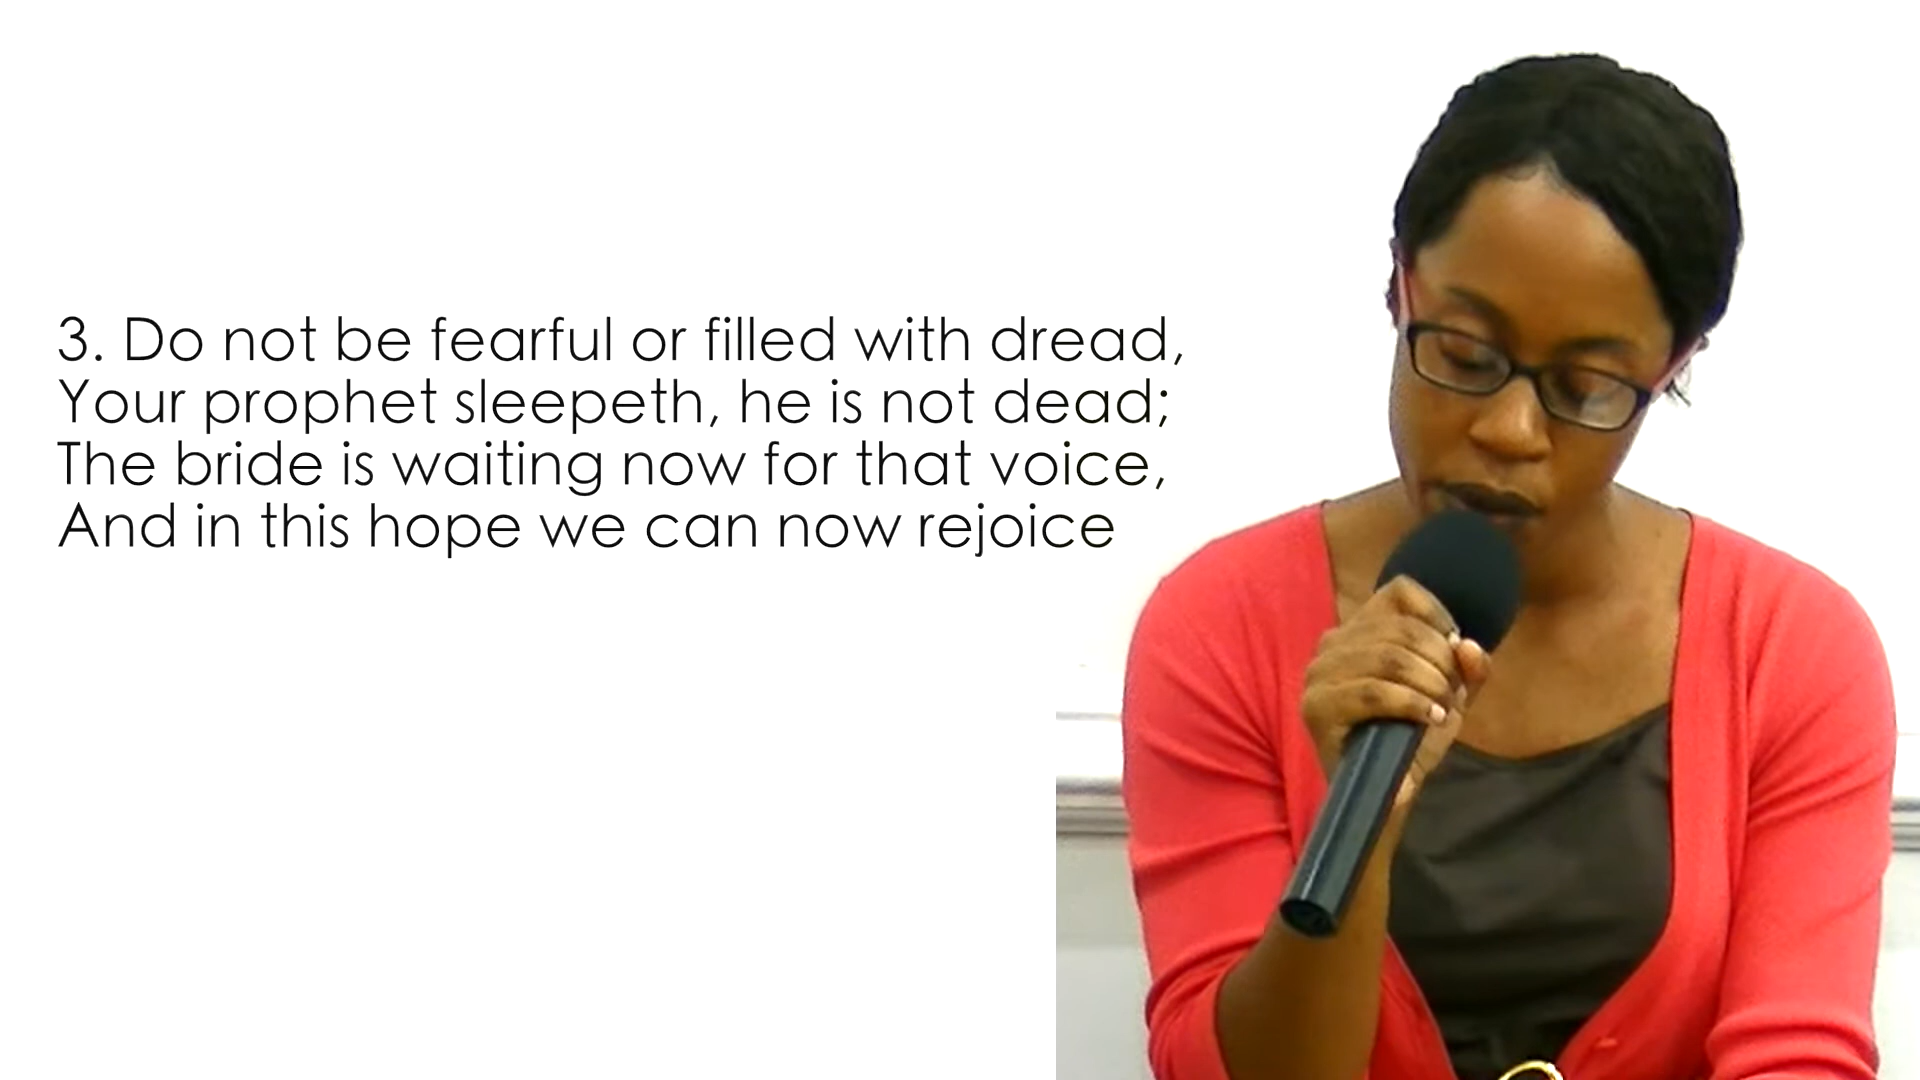 3. Do not be fearful or filled with dread,
Your prophet sleepeth, he is not dead;
The bride is waiting now for that voice,
And in this hope we can now rejoice